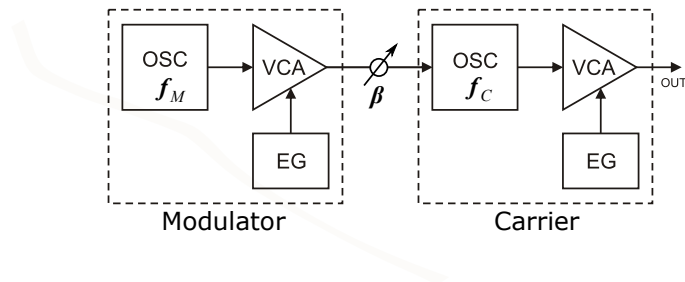 OSC
f_M
VCA
EG
Modulator
β
OSC
f_C
VCA
EG
OUT
Carrier